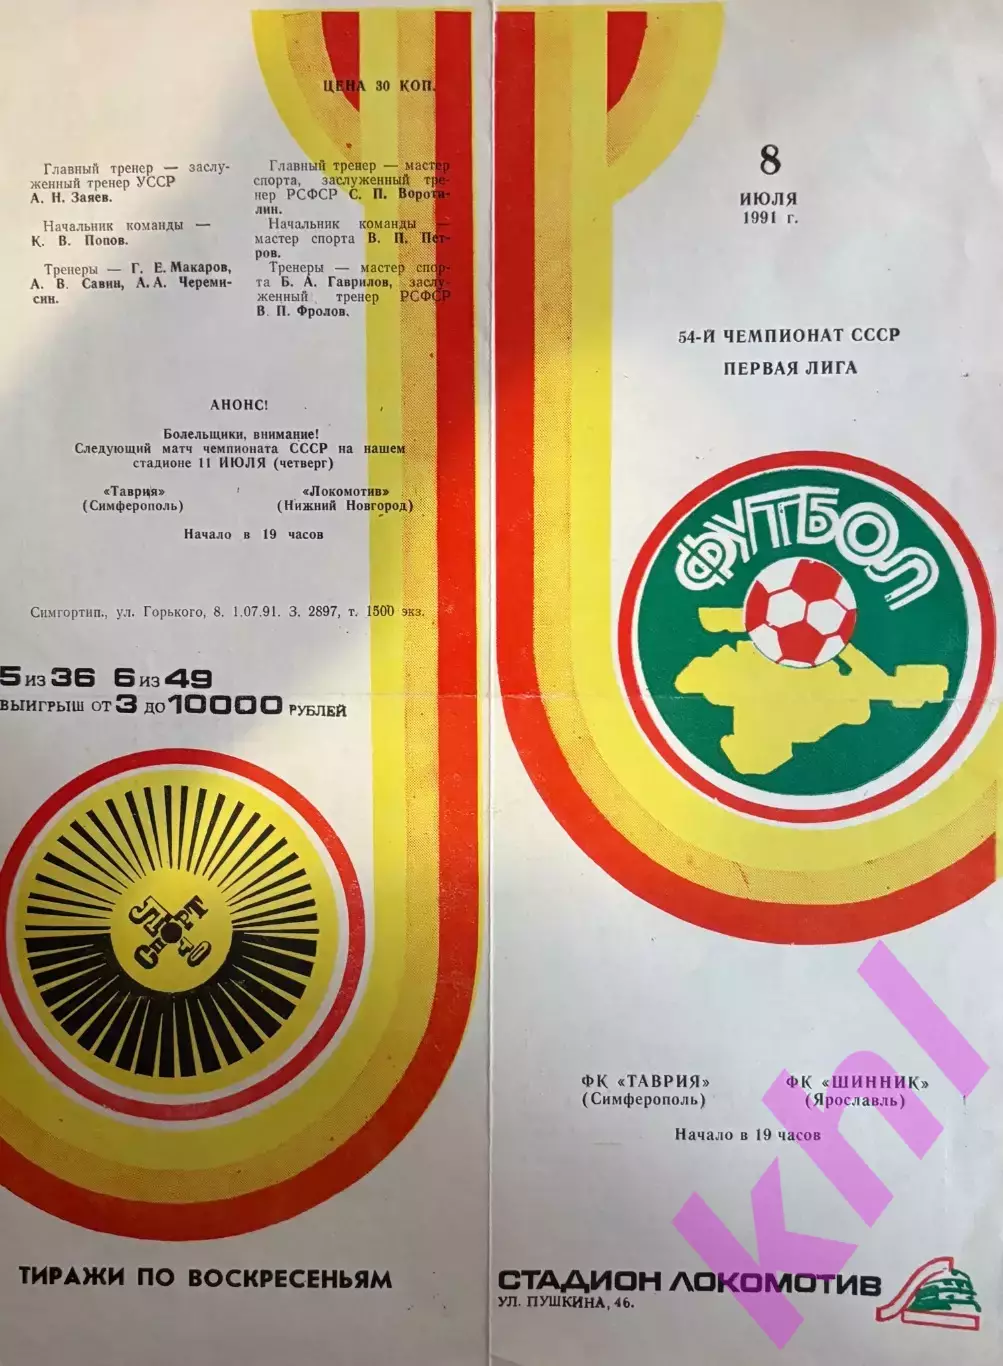 ЦЕНА 30 КОП.
Главный тренер — заслу-
женный тренер УССР
А. Н. Заяев.
Начальник команды —
К. В. Попов.
Тренеры — Г. Е. Макаров,
А. В. Савин, А.А. Череми-
син.
Главный тренер — мастер
спорта, заслуженный тре-
нер РСФСР С. П. Вороти-
лин.
Начальник команды —
мастер спорта В. П. Пет-
ров.
Тренеры — мастер спор-
та Б. А. Гаврилов, заслу-
женный тренер РСФСР
В. П. Фролов.
АНОНС!
Болельщики, внимание!
Следующий матч чемпионата СССР на нашем
стадионе 11 ИЮЛЯ (четверг)
«Таврия» «Локомотив»
(Симферополь) (Нижний Новгород)
Начало в 19 часов
Симгортип., ул. Горького, 8. 1.07.91. З. 2897, т. 1500 экз.
5 ИЗ 36 6 ИЗ 49
ВЫИГРЫШ ОТ 3 ДО 10000 РУБЛЕЙ
СПОРТ
ЛОТО
ТИРАЖИ ПО ВОСКРЕСЕНЬЯМ
8
ИЮЛЯ
1991 г.
54-Й ЧЕМПИОНАТ СССР
ПЕРВАЯ ЛИГА
ФУТБОЛ
ФК «ТАВРИЯ» ФК «ШИННИК»
(Симферополь) (Ярославль)
Начало в 19 часов
СТАДИОН ЛОКОМОТИВ
УЛ. ПУШКИНА, 46.
khl